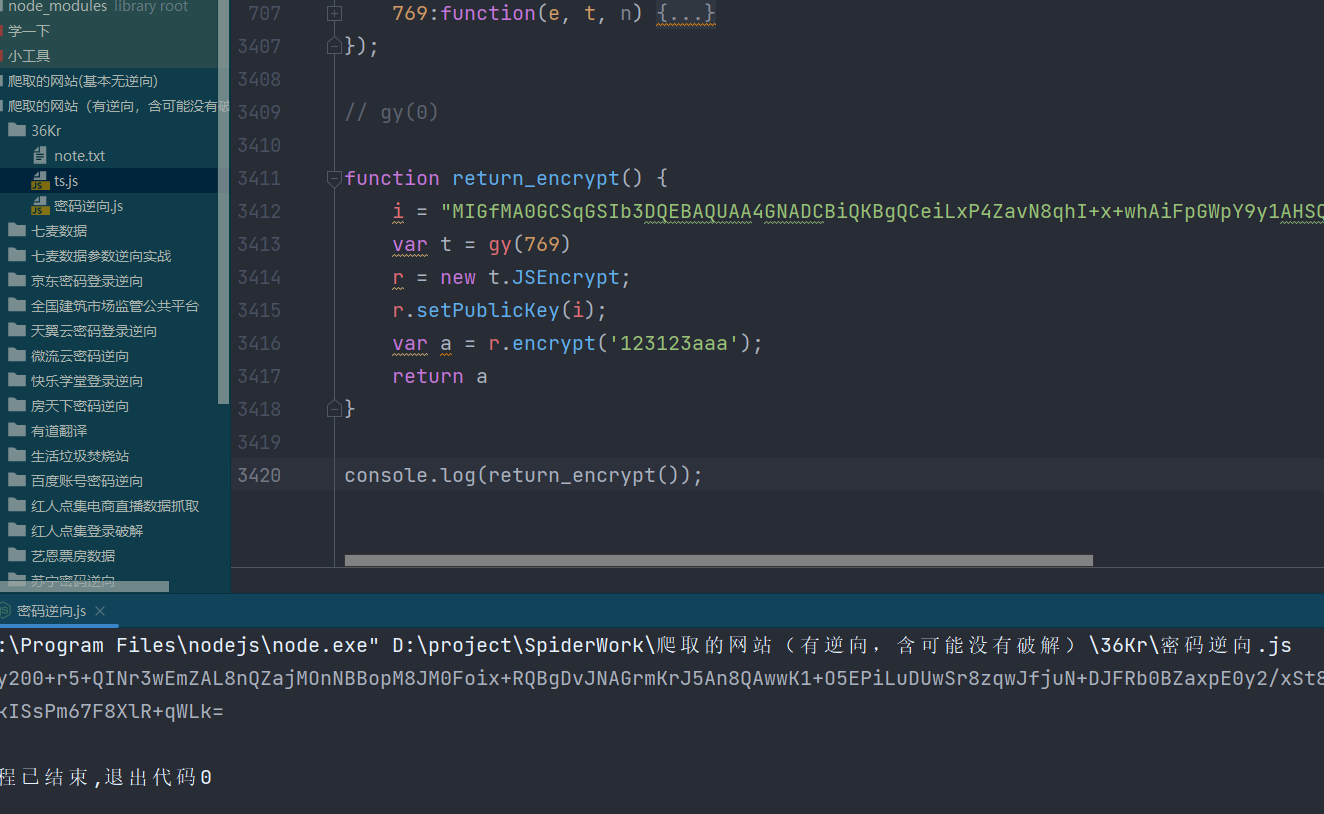 node_modules library root
学一下
小工具
爬取的网站(基本无逆向)
爬取的网站（有逆向，含可能没有破
36Kr
note.txt
ts.js
密码逆向.js
七麦数据
七麦数据参数逆向实战
京东密码登录逆向
全国建筑市场监管公共平台
天翼云密码登录逆向
微流云密码逆向
快乐学堂登录逆向
房天下密码逆向
有道翻译
生活垃圾焚烧站
百度账号密码逆向
红人点集电商直播数据抓取
红人点集登录破解
艺恩票房数据
苏宁密码逆向
707 769:function(e, t, n) {...}
3407 });
3408
3409 // gy(0)
3410
3411 function return_encrypt() {
3412 i = "MIGfMA0GCSqGSIb3DQEBAQUAA4GNADCBiQKBgQCeiLxP4ZavN8qhI+x+whAiFpGWpY9y1AHSQ
3413 var t = gy(769)
3414 r = new t.JSEncrypt;
3415 r.setPublicKey(i);
3416 var a = r.encrypt('123123aaa');
3417 return a
3418 }
3419
3420 console.log(return_encrypt());
密码逆向.js
:\Program Files\nodejs\node.exe" D:\project\SpiderWork\爬取的网站（有逆向，含可能没有破解）\36Kr\密码逆向.js
y200+r5+QINr3wEmZAL8nQZajMOnNBBopM8JM0Foix+RQBgDvJNAGrmKrJ5An8QAwwK1+O5EPiLuDUwSr8zqwJfjuN+DJFRb0BZaxpE0y2/xSt8
kISsPm67F8XlR+qWLk=
程已结束,退出代码0